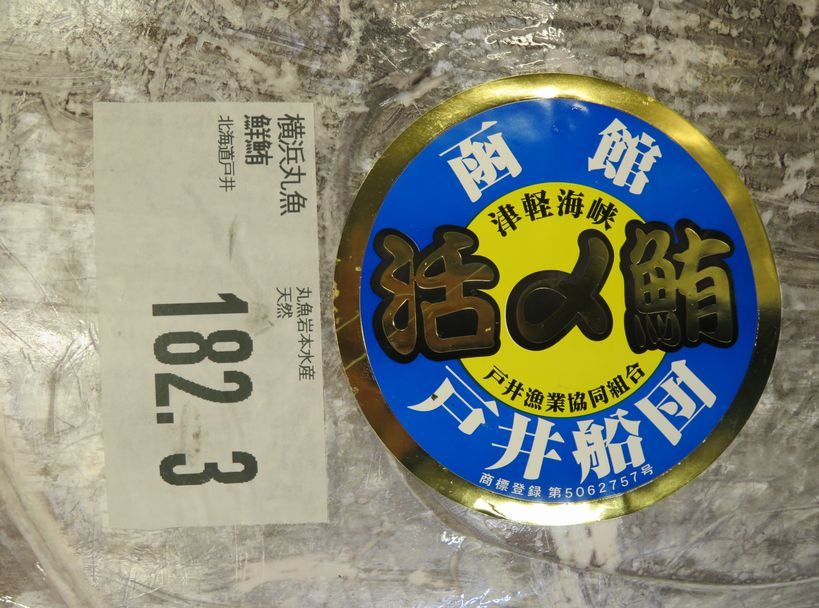 横浜丸魚
鮮鮪
北海道戸井
丸魚岩本水産
天然
182.3
函館
津軽海峡
活〆鮪
戸井漁業協同組合
戸井船団
商標登録 第5062757号